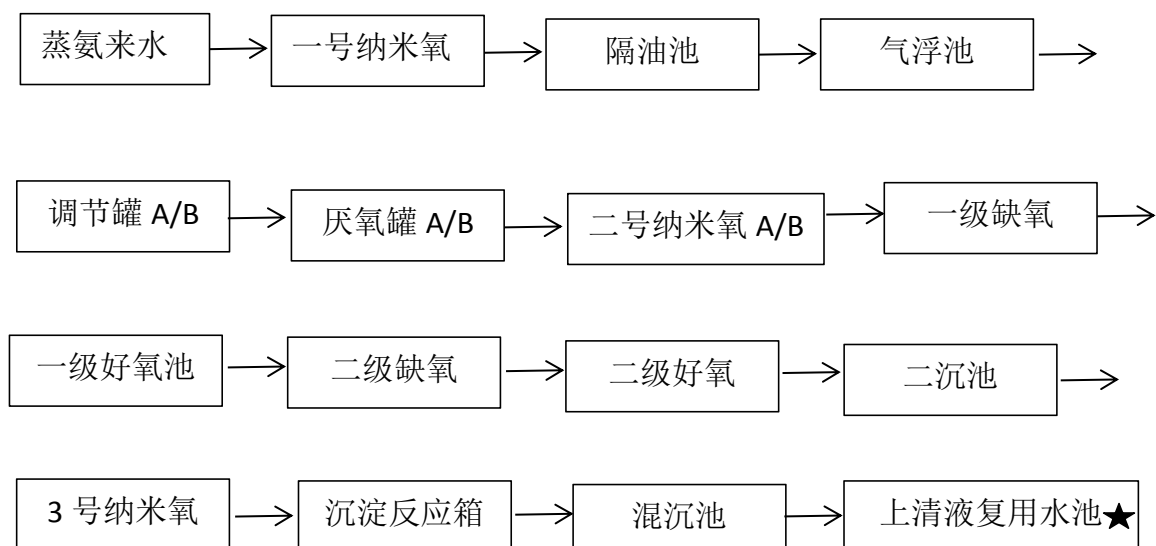 蒸氨来水
一号纳米氧
隔油池
气浮池
调节罐 A/B
厌氧罐 A/B
二号纳米氧 A/B
一级缺氧
一级好氧池
二级缺氧
二级好氧
二沉池
3 号纳米氧
沉淀反应箱
混沉池
上清液复用水池★